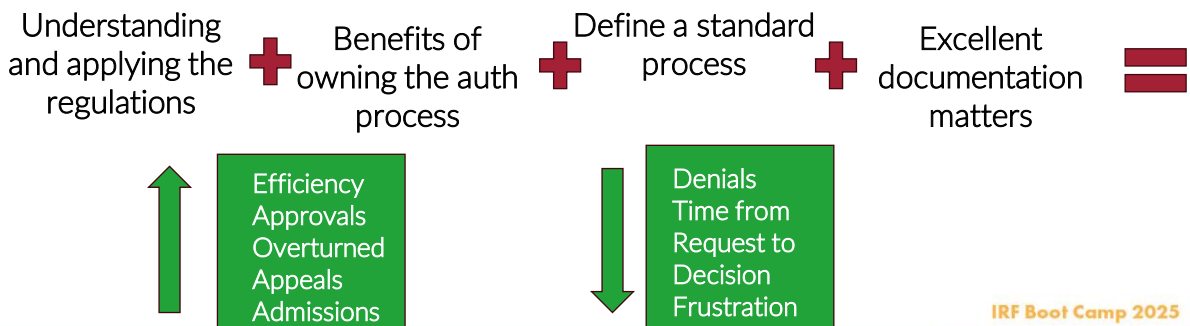 Understanding
and applying the
regulations
Benefits of
owning the auth
process
Define a standard
process
Excellent
documentation
matters
Efficiency
Approvals
Overturned
Appeals
Admissions
Denials
Time from
Request to
Decision
Frustration
IRF Boot Camp 2025